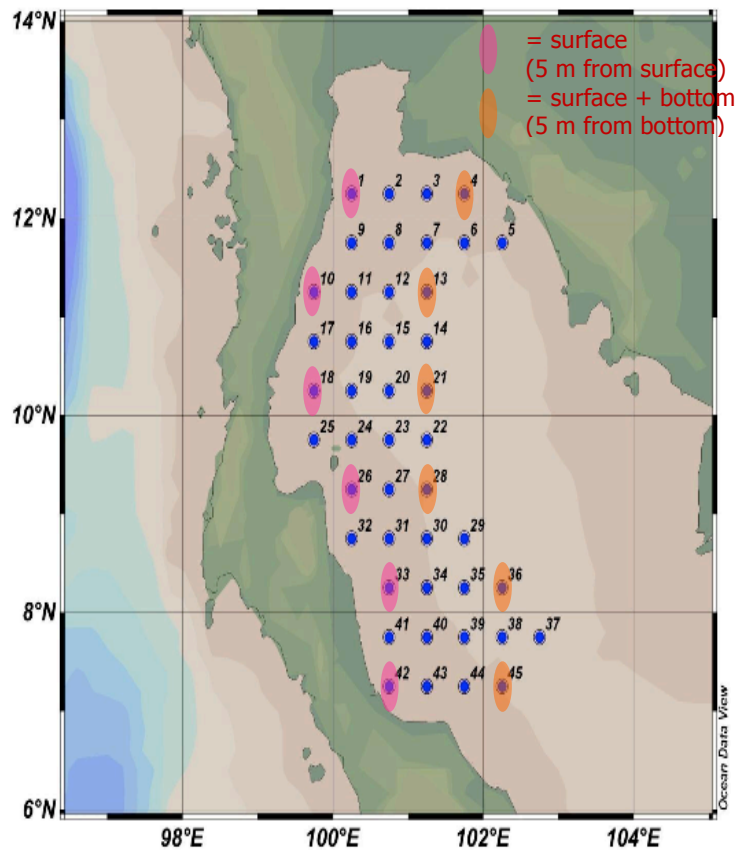 14°N
= surface
(5 m from surface)
= surface + bottom
(5 m from bottom)
1 2 3 4
12°N
9 8 7 6 5
10 11 12 13
17 16 15 14
18 19 20 21
10°N
25 24 23 22
26 27 28
32 31 30 29
33 34 35 36
8°N
41 40 39 38 37
42 43 44 45
Ocean Data View
6°N
98°E 100°E 102°E 104°E